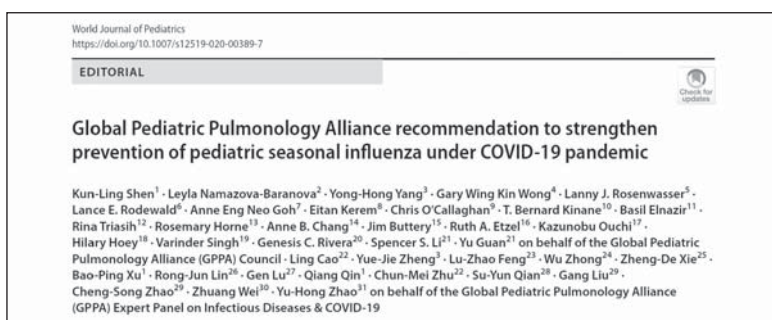 World Journal of Pediatrics
https://doi.org/10.1007/s12519-020-00389-7
EDITORIAL
Check for
updates
Global Pediatric Pulmonology Alliance recommendation to strengthen
prevention of pediatric seasonal influenza under COVID-19 pandemic
Kun-Ling Shen¹ · Leyla Namazova-Baranova² · Yong-Hong Yang³ · Gary Wing Kin Wong⁴ · Lanny J. Rosenwasser⁵ ·
Lance E. Rodewald⁶ · Anne Eng Neo Goh⁷ · Eitan Kerem⁸ · Chris O'Callaghan⁹ · T. Bernard Kinane¹⁰ · Basil Elnazir¹¹ ·
Rina Triasih¹² · Rosemary Horne¹³ · Anne B. Chang¹⁴ · Jim Buttery¹⁵ · Ruth A. Etzel¹⁶ · Kazunobu Ouchi¹⁷ ·
Hilary Hoey¹⁸ · Varinder Singh¹⁹ · Genesis C. Rivera²⁰ · Spencer S. Li²¹ · Yu Guan²¹ on behalf of the Global Pediatric
Pulmonology Alliance (GPPA) Council · Ling Cao²² · Yue-Jie Zheng³ · Lu-Zhao Feng²³ · Wu Zhong²⁴ · Zheng-De Xie²⁵ ·
Bao-Ping Xu¹ · Rong-Jun Lin²⁶ · Gen Lu²⁷ · Qiang Qin¹ · Chun-Mei Zhu²² · Su-Yun Qian²⁸ · Gang Liu²⁹ ·
Cheng-Song Zhao²⁹ · Zhuang Wei³⁰ · Yu-Hong Zhao³¹ on behalf of the Global Pediatric Pulmonology Alliance
(GPPA) Expert Panel on Infectious Diseases & COVID-19